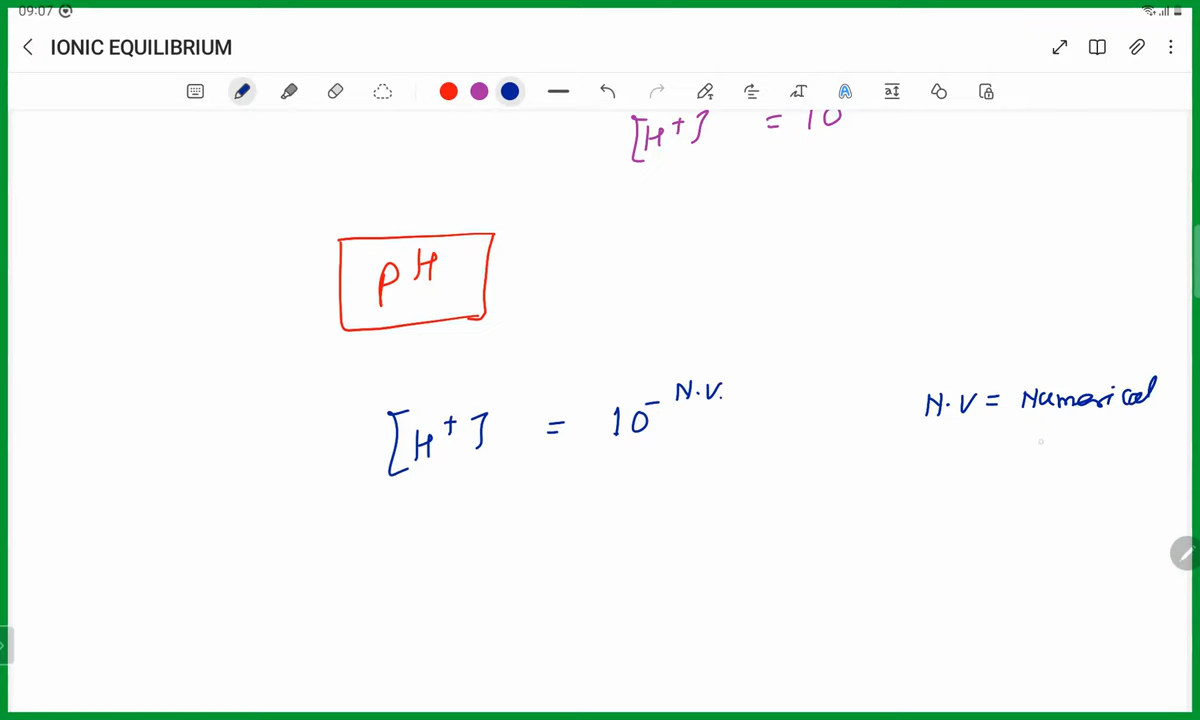 09:07
IONIC EQUILIBRIUM
[H+] = 10
pH
[H+] = 10^- N.V.
N.V = Numerical